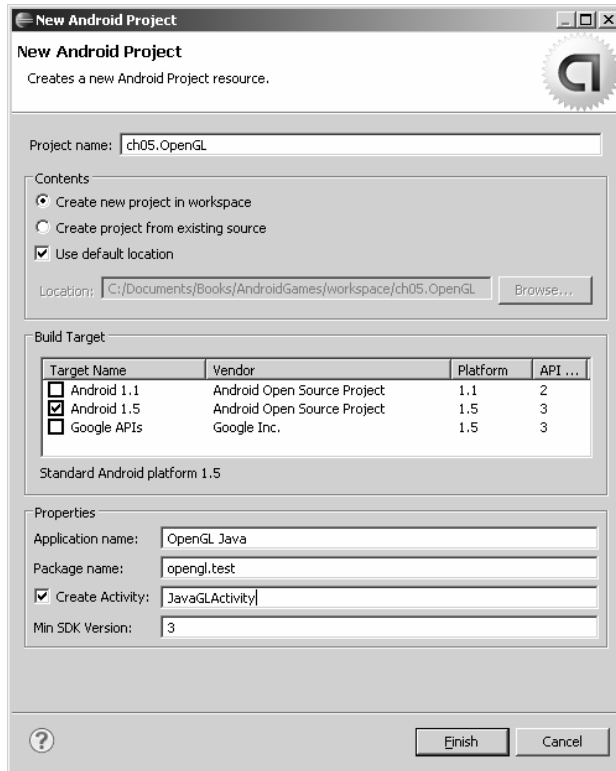 New Android Project
New Android Project
Creates a new Android Project resource.
Project name: ch05.OpenGL
Contents
Create new project in workspace
Create project from existing source
Use default location
Location: C:/Documents/Books/AndroidGames/workspace/ch05.OpenGL Browse...
Build Target
Target Name Vendor Platform API ...
Android 1.1 Android Open Source Project 1.1 2
Android 1.5 Android Open Source Project 1.5 3
Google APIs Google Inc. 1.5 3
Standard Android platform 1.5
Properties
Application name: OpenGL Java
Package name: opengl.test
Create Activity: JavaGLActivity
Min SDK Version: 3
? Finish Cancel